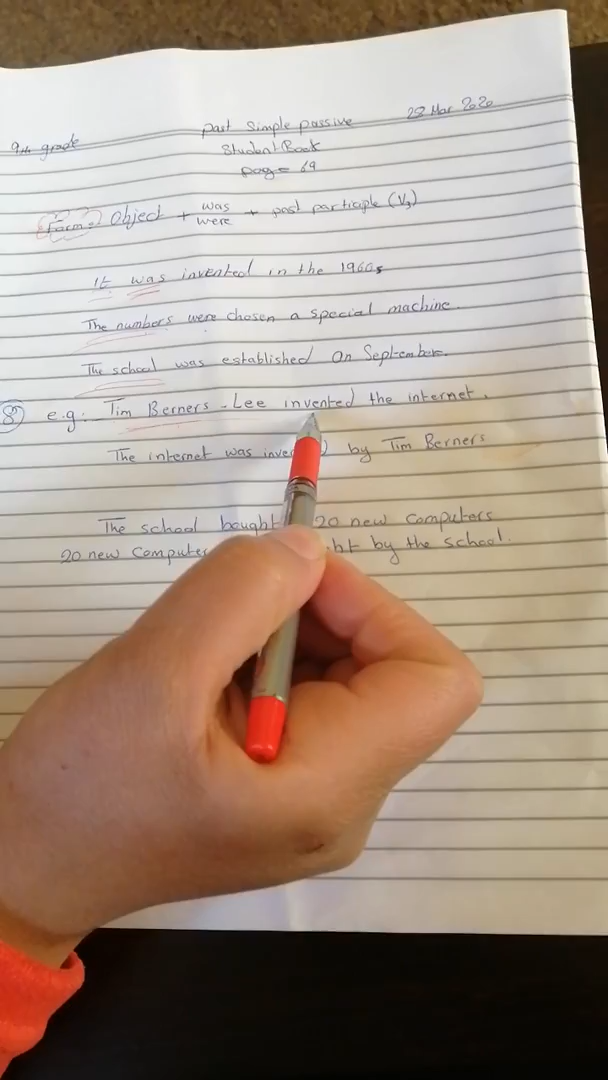 9th grade
Past Simple Passive
28 Mar 2020
Student Book
page 69
Form: Object + was were + past participle (V3)
It was invented in the 1960s
The numbers were chosen a special machine.
The school was established on September.
8 e.g: Tim Berners-Lee invented the internet.
The internet was by Tim Berners
The school bought 20 new computers
20 new by the school.